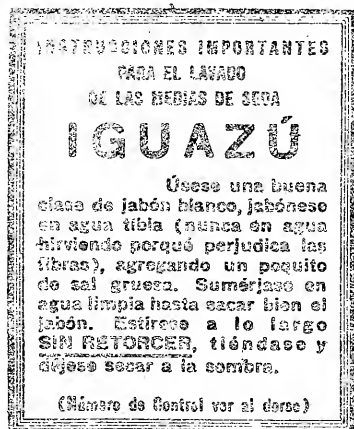 INSTRUCCIONES IMPORTANTES
PARA EL LAVADO
DE LAS MEDIAS DE SEDA
IGUAZÚ
Úsese una buena
clase de jabón blanco, jabónese
en agua tibia (nunca en agua
hirviendo porqué perjudica las
fibras), agregando un poquito
de sal gruesa. Sumérjase en
agua limpia hasta sacar bien el
jabón. Estírese a lo largo
SIN RETORCER, tiéndase y
déjese secar a la sombra.
(Número de Control ver al dorso)